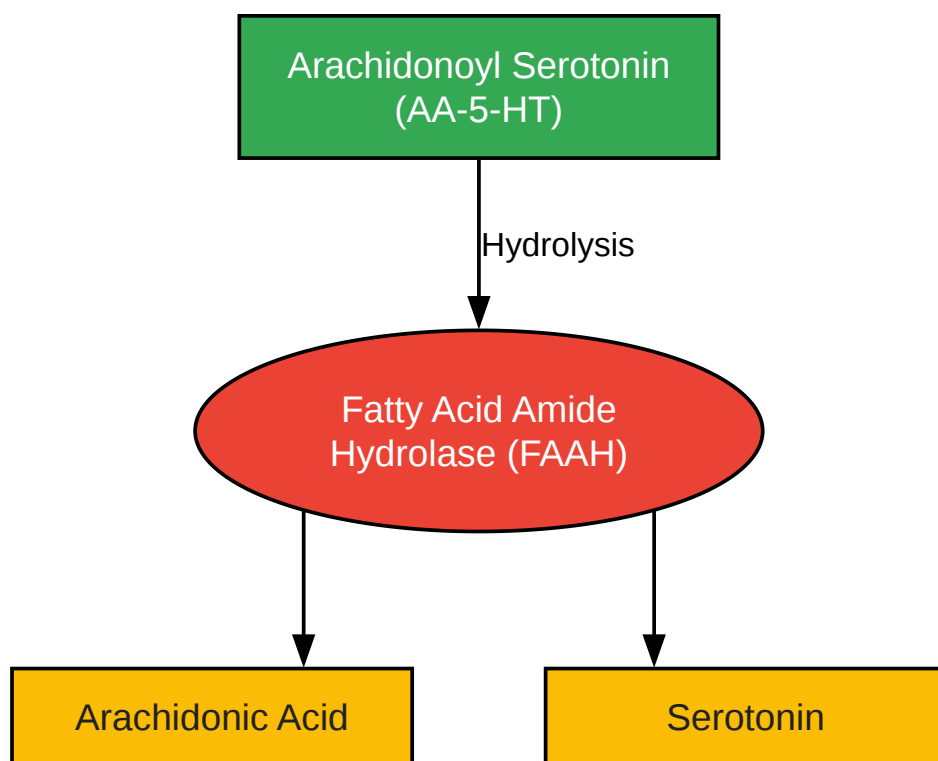 Arachidonoyl Serotonin
(AA-5-HT)
Hydrolysis
Fatty Acid Amide
Hydrolase (FAAH)
Arachidonic Acid
Serotonin